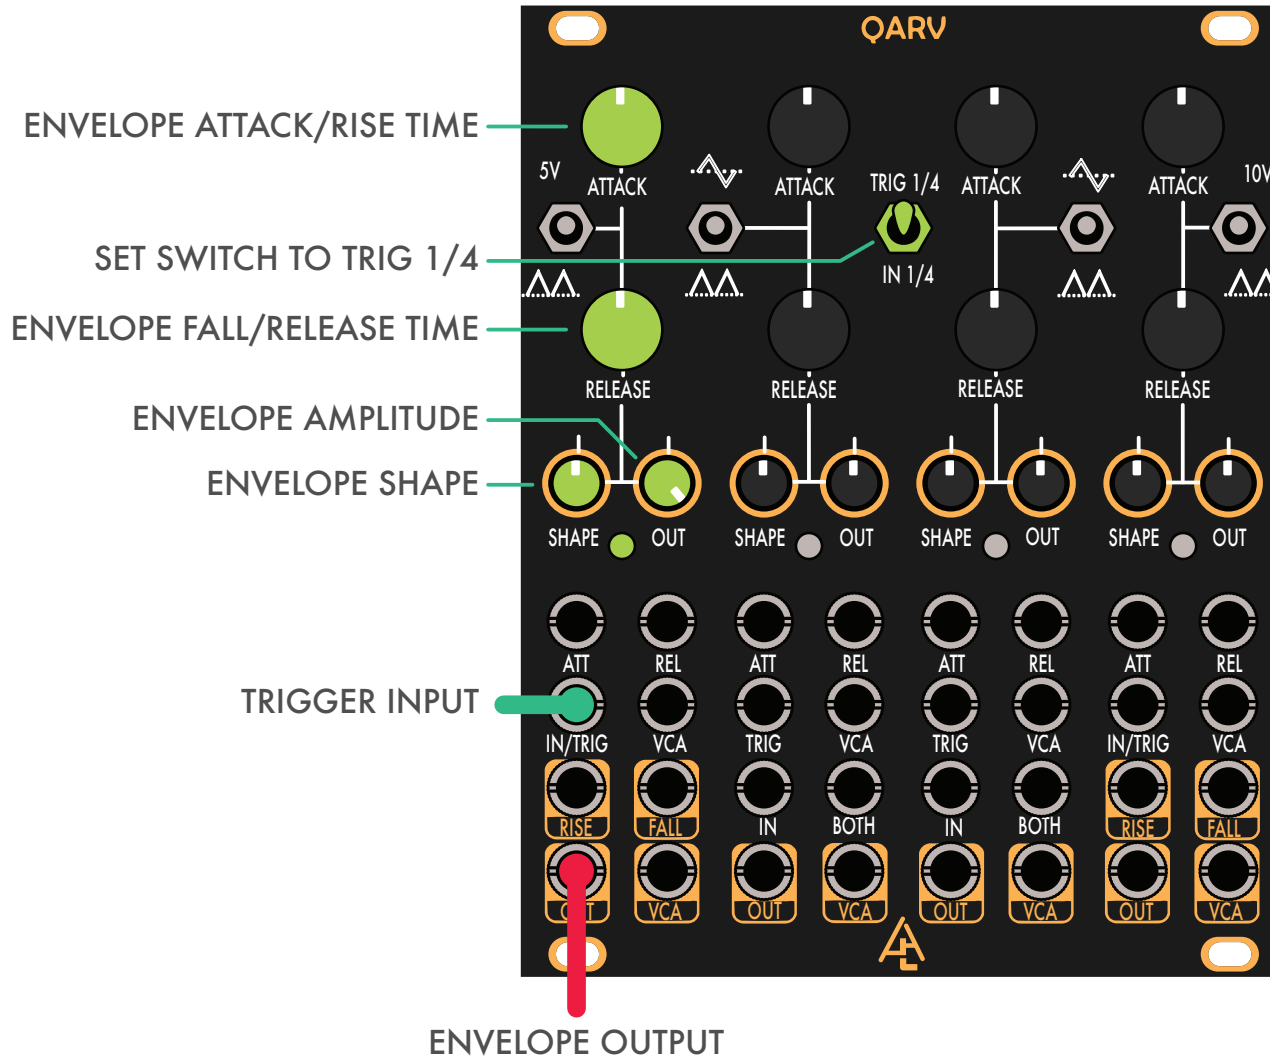 QARV
ENVELOPE ATTACK/RISE TIME
5V
ATTACK
ATTACK
TRIG 1/4
ATTACK
ATTACK
10V
SET SWITCH TO TRIG 1/4
IN 1/4
ENVELOPE FALL/RELEASE TIME
RELEASE
RELEASE
RELEASE
RELEASE
ENVELOPE AMPLITUDE
ENVELOPE SHAPE
SHAPE OUT SHAPE OUT SHAPE OUT SHAPE OUT
ATT REL ATT REL ATT REL ATT REL
TRIGGER INPUT
IN/TRIG VCA TRIG VCA TRIG VCA IN/TRIG VCA
RISE FALL IN BOTH IN BOTH RISE FALL
OUT VCA OUT VCA OUT VCA OUT VCA
ENVELOPE OUTPUT